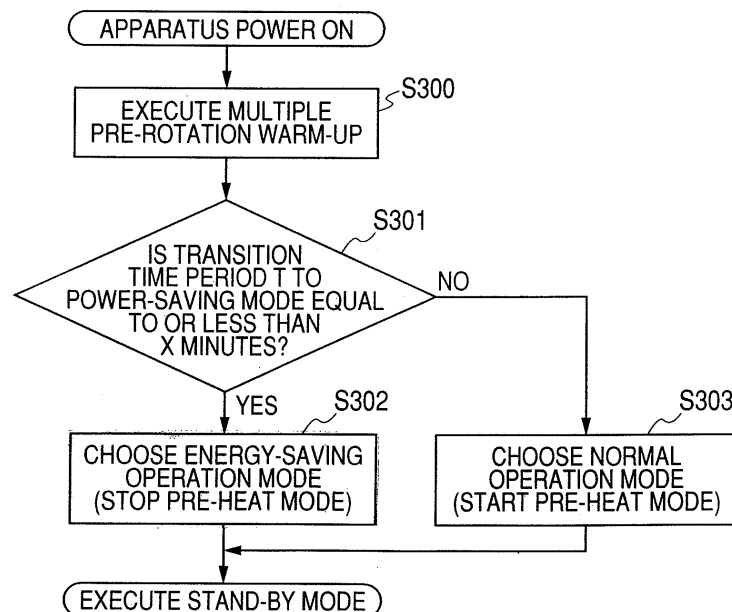 APPARATUS POWER ON
S300
EXECUTE MULTIPLE
PRE-ROTATION WARM-UP
S301
IS TRANSITION
TIME PERIOD T TO
POWER-SAVING MODE EQUAL
TO OR LESS THAN
X MINUTES?
NO
YES
S302
CHOOSE ENERGY-SAVING
OPERATION MODE
(STOP PRE-HEAT MODE)
S303
CHOOSE NORMAL
OPERATION MODE
(START PRE-HEAT MODE)
EXECUTE STAND-BY MODE